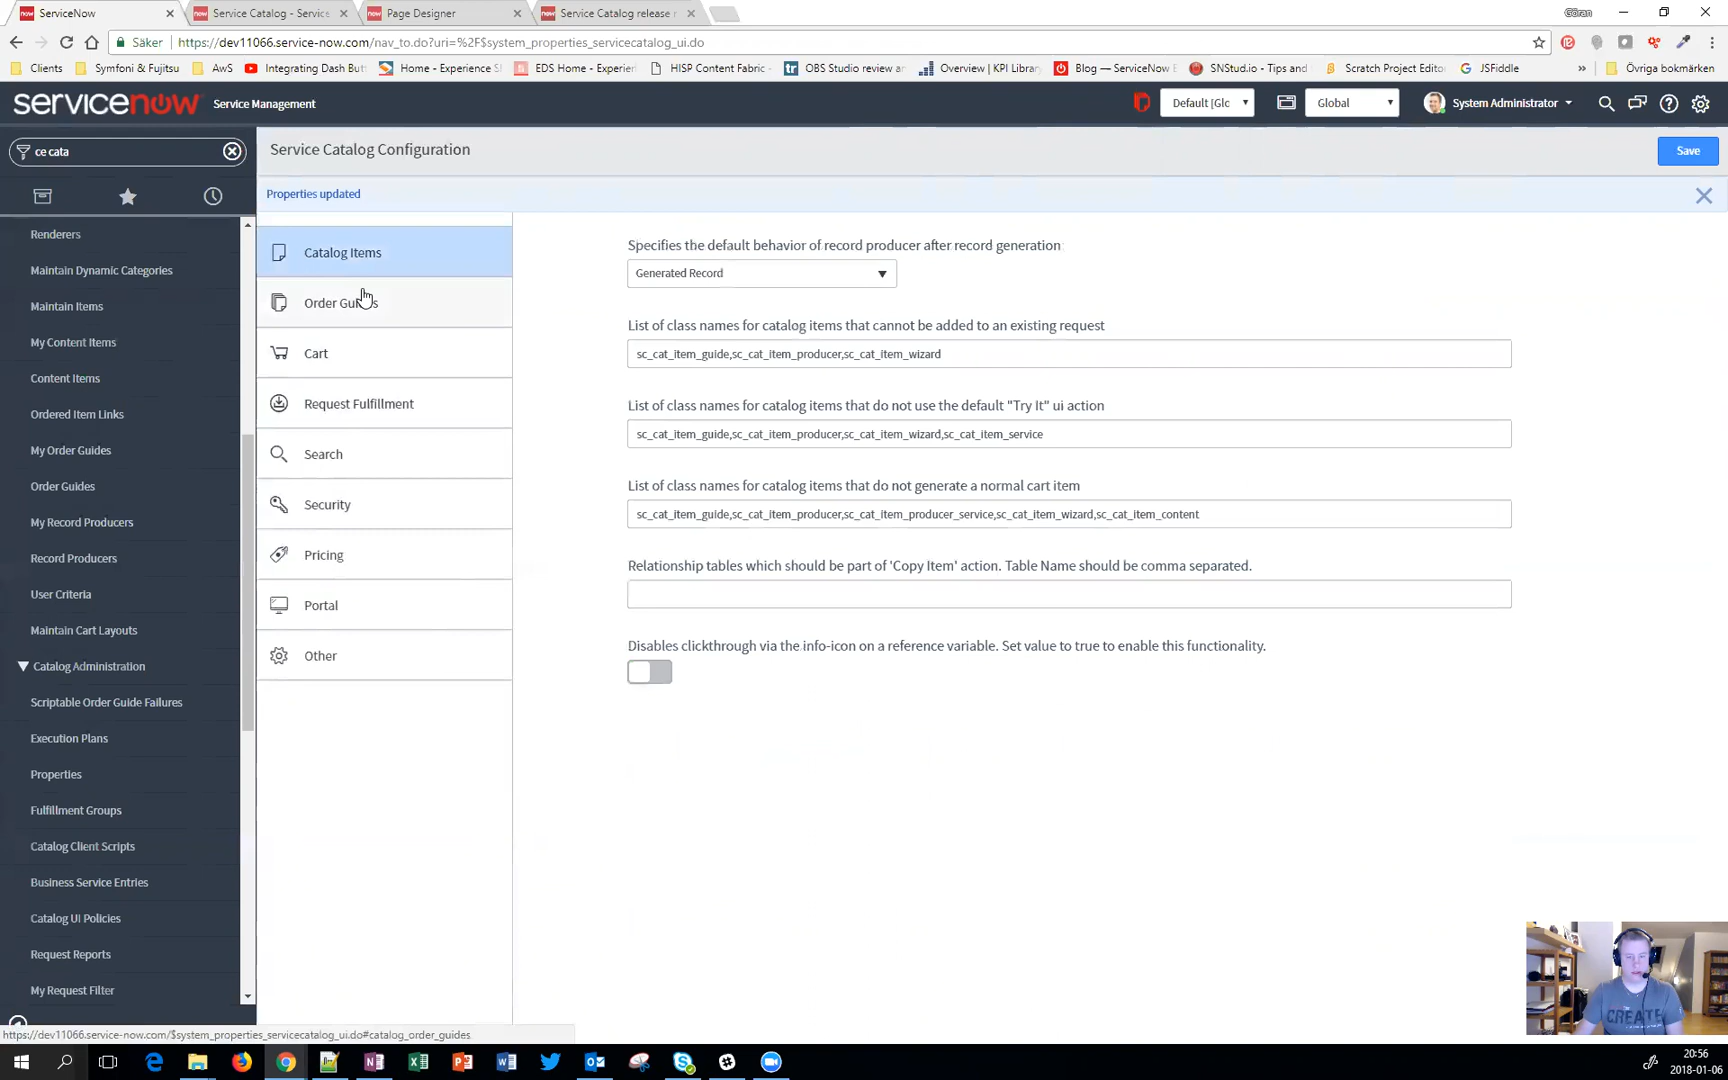 ServiceNow
Service Catalog - Service
Page Designer
Service Catalog release n
Göran
Säker
https://dev11066.service-now.com/nav_to.do?uri=%2F$system_properties_servicecatalog_ui.do
Clients
Symfoni & Fujitsu
AwS
Integrating Dash Butt
Home - Experience S
EDS Home - Experien
HISP Content Fabric
OBS Studio review ar
Overview | KPI Library
Blog — ServiceNow E
SNStud.io - Tips and
Scratch Project Editor
JSFiddle
»
Övriga bokmärken
servicenow
Service Management
Default [Glc
Global
System Administrator
ce cata
Service Catalog Configuration
Save
Properties updated
Renderers
Maintain Dynamic Categories
Maintain Items
My Content Items
Content Items
Ordered Item Links
My Order Guides
Order Guides
My Record Producers
Record Producers
User Criteria
Maintain Cart Layouts
Catalog Administration
Scriptable Order Guide Failures
Execution Plans
Properties
Fulfillment Groups
Catalog Client Scripts
Business Service Entries
Catalog UI Policies
Request Reports
My Request Filter
Catalog Items
Order Guides
Cart
Request Fulfillment
Search
Security
Pricing
Portal
Other
Specifies the default behavior of record producer after record generation
Generated Record
List of class names for catalog items that cannot be added to an existing request
sc_cat_item_guide,sc_cat_item_producer,sc_cat_item_wizard
List of class names for catalog items that do not use the default "Try It" ui action
sc_cat_item_guide,sc_cat_item_producer,sc_cat_item_wizard,sc_cat_item_service
List of class names for catalog items that do not generate a normal cart item
sc_cat_item_guide,sc_cat_item_producer,sc_cat_item_producer_service,sc_cat_item_wizard,sc_cat_item_content
Relationship tables which should be part of 'Copy Item' action. Table Name should be comma separated.
Disables clickthrough via the info-icon on a reference variable. Set value to true to enable this functionality.
CREATE
https://dev11066.service-now.com/$system_properties_servicecatalog_ui.do#catalog_order_guides
20:56
2018-01-06